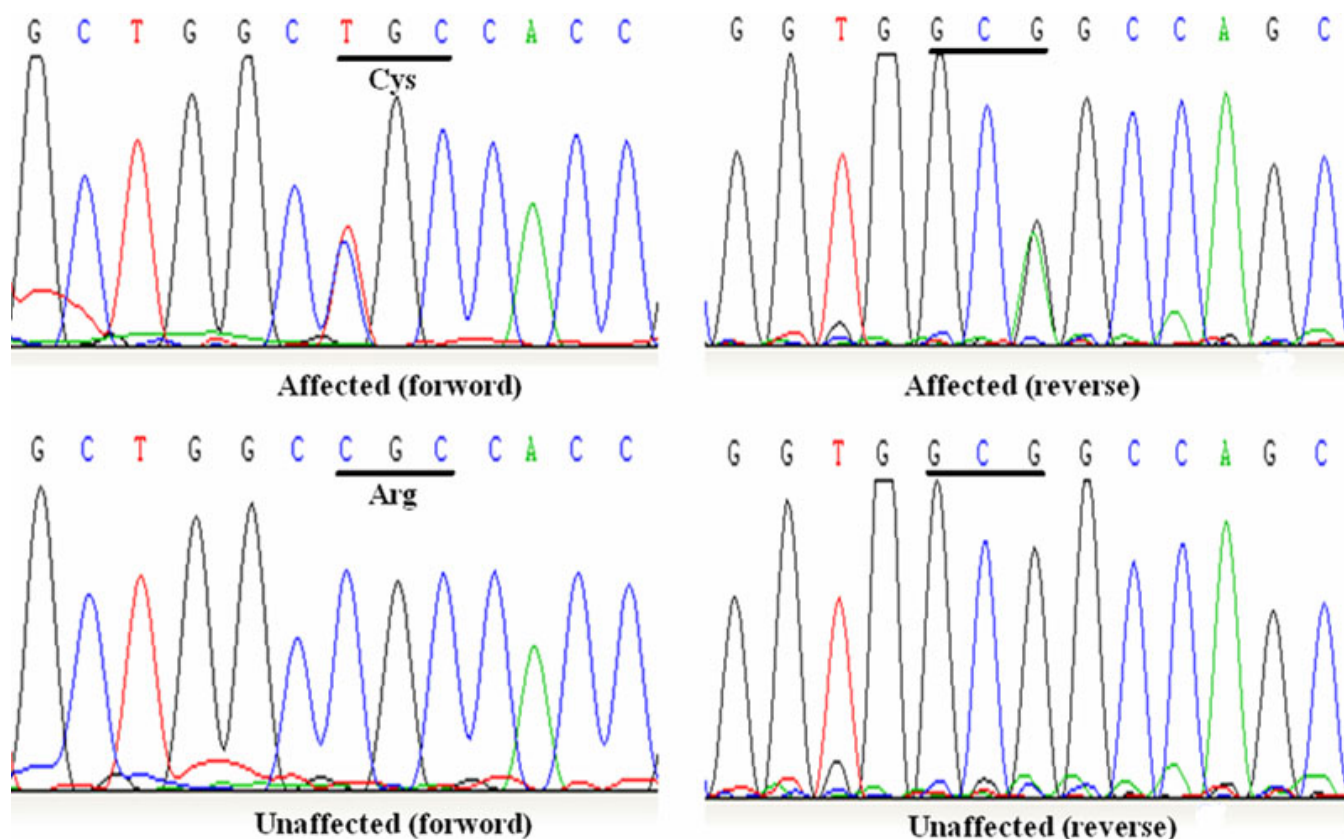 G C T G G C T G C C A C C
Cys
Affected (forword)
G G T G G C G G C C A G C
Affected (reverse)
G C T G G C C G C C A C C
Arg
Unaffected (forword)
G G T G G C G G C C A G C
Unaffected (reverse)